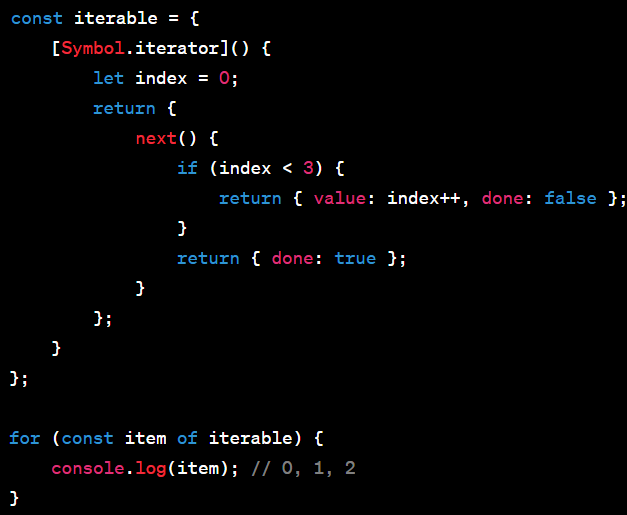 const iterable = {
    [Symbol.iterator]() {
        let index = 0;
        return {
            next() {
                if (index < 3) {
                    return { value: index++, done: false };
                }
                return { done: true };
            }
        };
    }
};

for (const item of iterable) {
    console.log(item); // 0, 1, 2
}